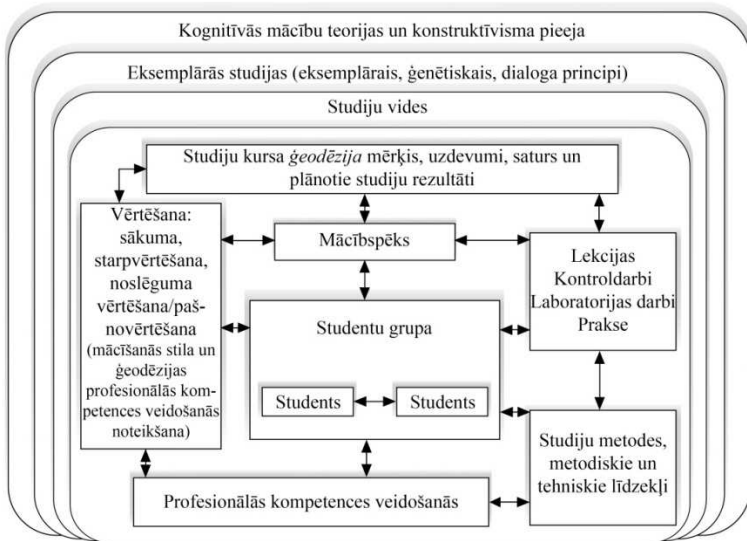 Kognitīvās mācību teorijas un konstruktīvisma pieeja
Eksemplārās studijas (eksemplārais, ģenētiskais, dialoga principi)
Studiju vides
Studiju kursa ģeodēzija mērķis, uzdevumi, saturs un
plānotie studiju rezultāti
Vērtēšana:
sākuma,
starpvērtēšana,
noslēguma
vērtēšana/paš-
novērtēšana
(mācīšanās stila un
ģeodēzijas
profesionālās kom-
petences veidošanās
noteikšana)
Mācībspēks
Lekcijas
Kontroldarbi
Laboratorijas darbi
Prakse
Studentu grupa
Students
Students
Studiju metodes,
metodiskie un
tehniskie līdzekļi
Profesionālās kompetences veidošanās